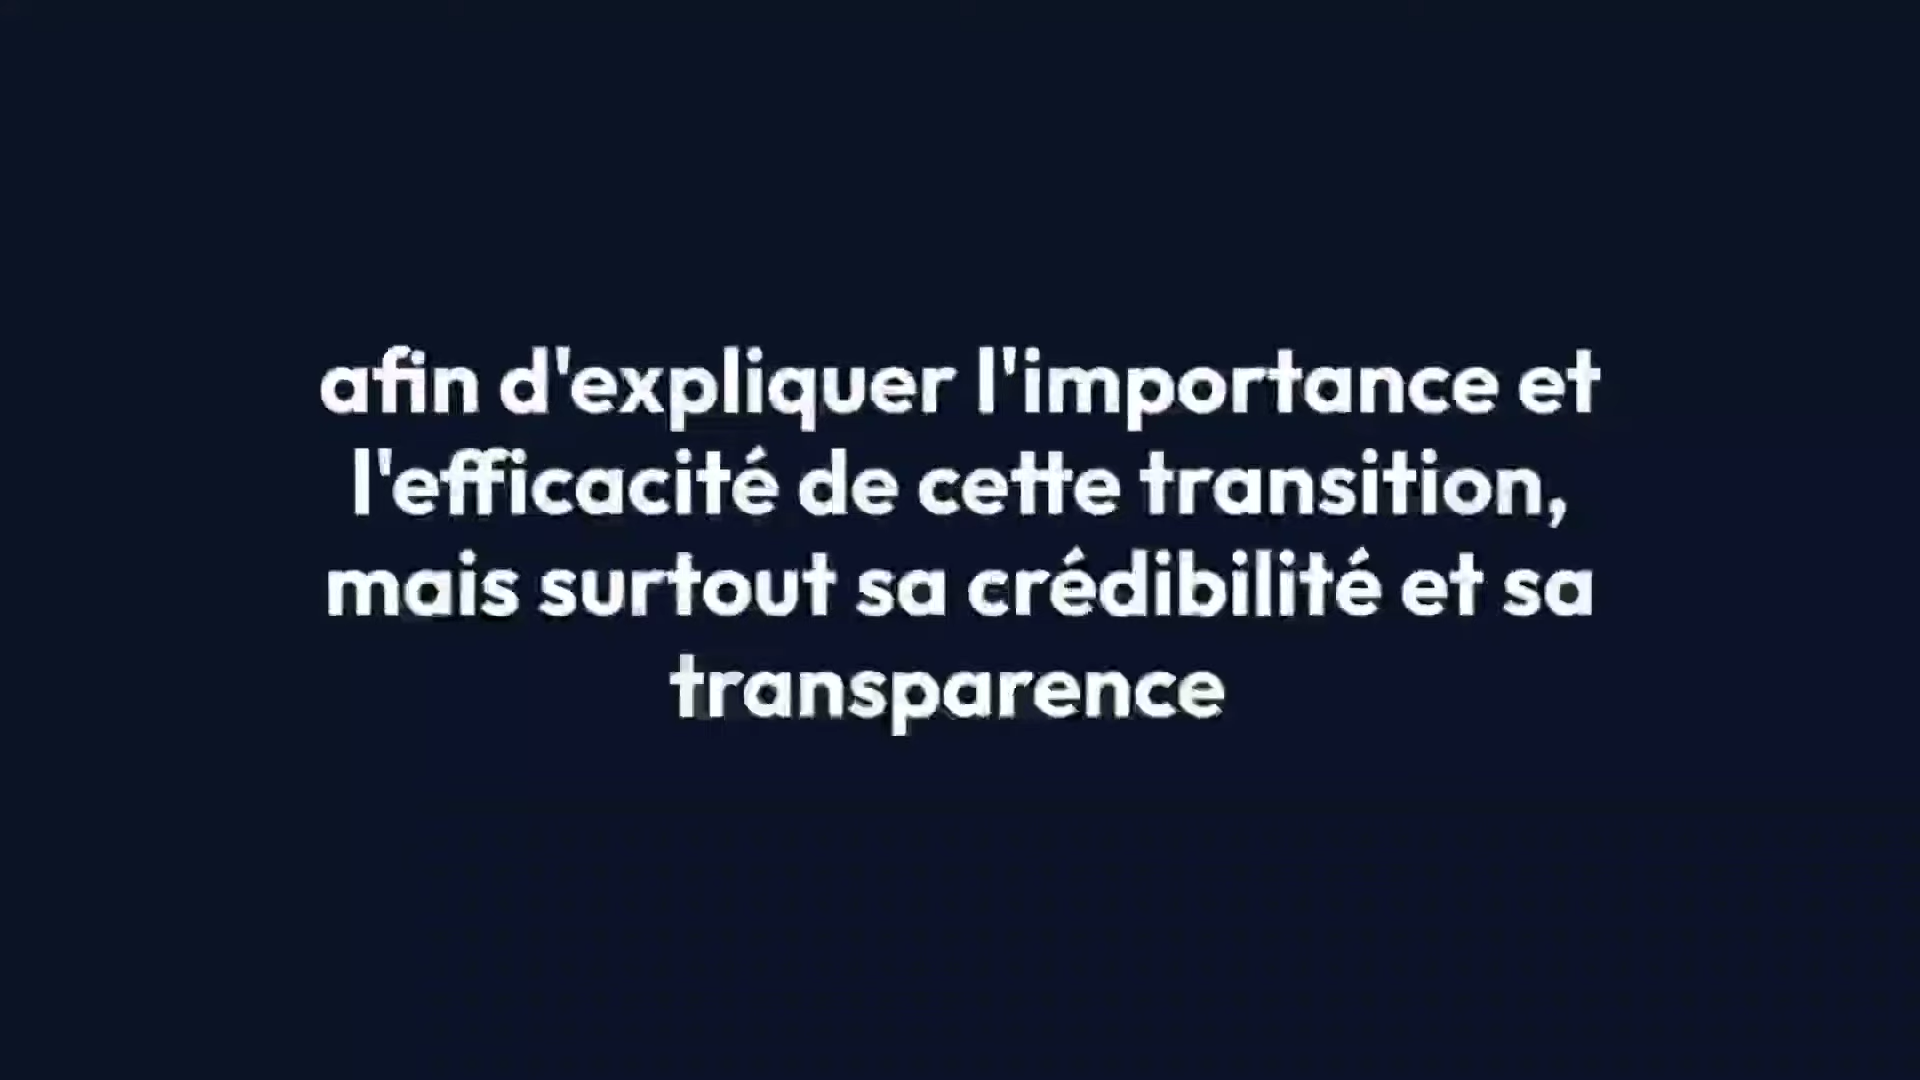 afin d'expliquer l'importance et
l'efficacité de cette transition,
mais surtout sa crédibilité et sa
transparence